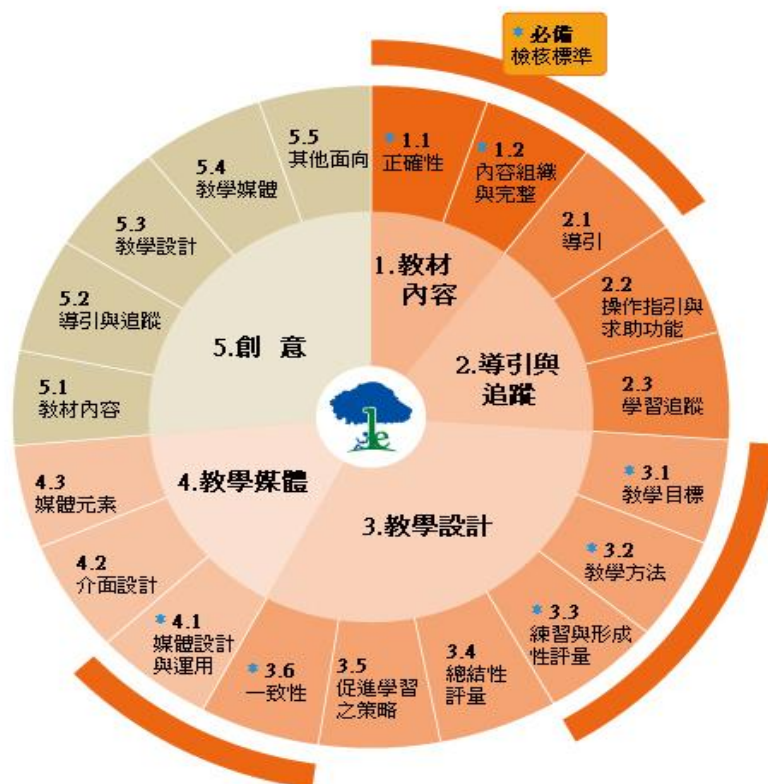 * 必備
檢核標準
* 1.1
正確性
* 1.2
內容組織
與完整
2.1
導引
2.2
操作指引與
求助功能
2.3
學習追蹤
* 3.1
教學目標
* 3.2
教學方法
* 3.3
練習與形成
性評量
3.4
總結性
評量
3.5
促進學習
之策略
* 3.6
一致性
* 4.1
媒體設計
與運用
4.2
介面設計
4.3
媒體元素
5.1
教材內容
5.2
導引與追蹤
5.3
教學設計
5.4
教學媒體
5.5
其他面向
1.教材
內容
2.導引與
追蹤
3.教學設計
4.教學媒體
5.創 意
e